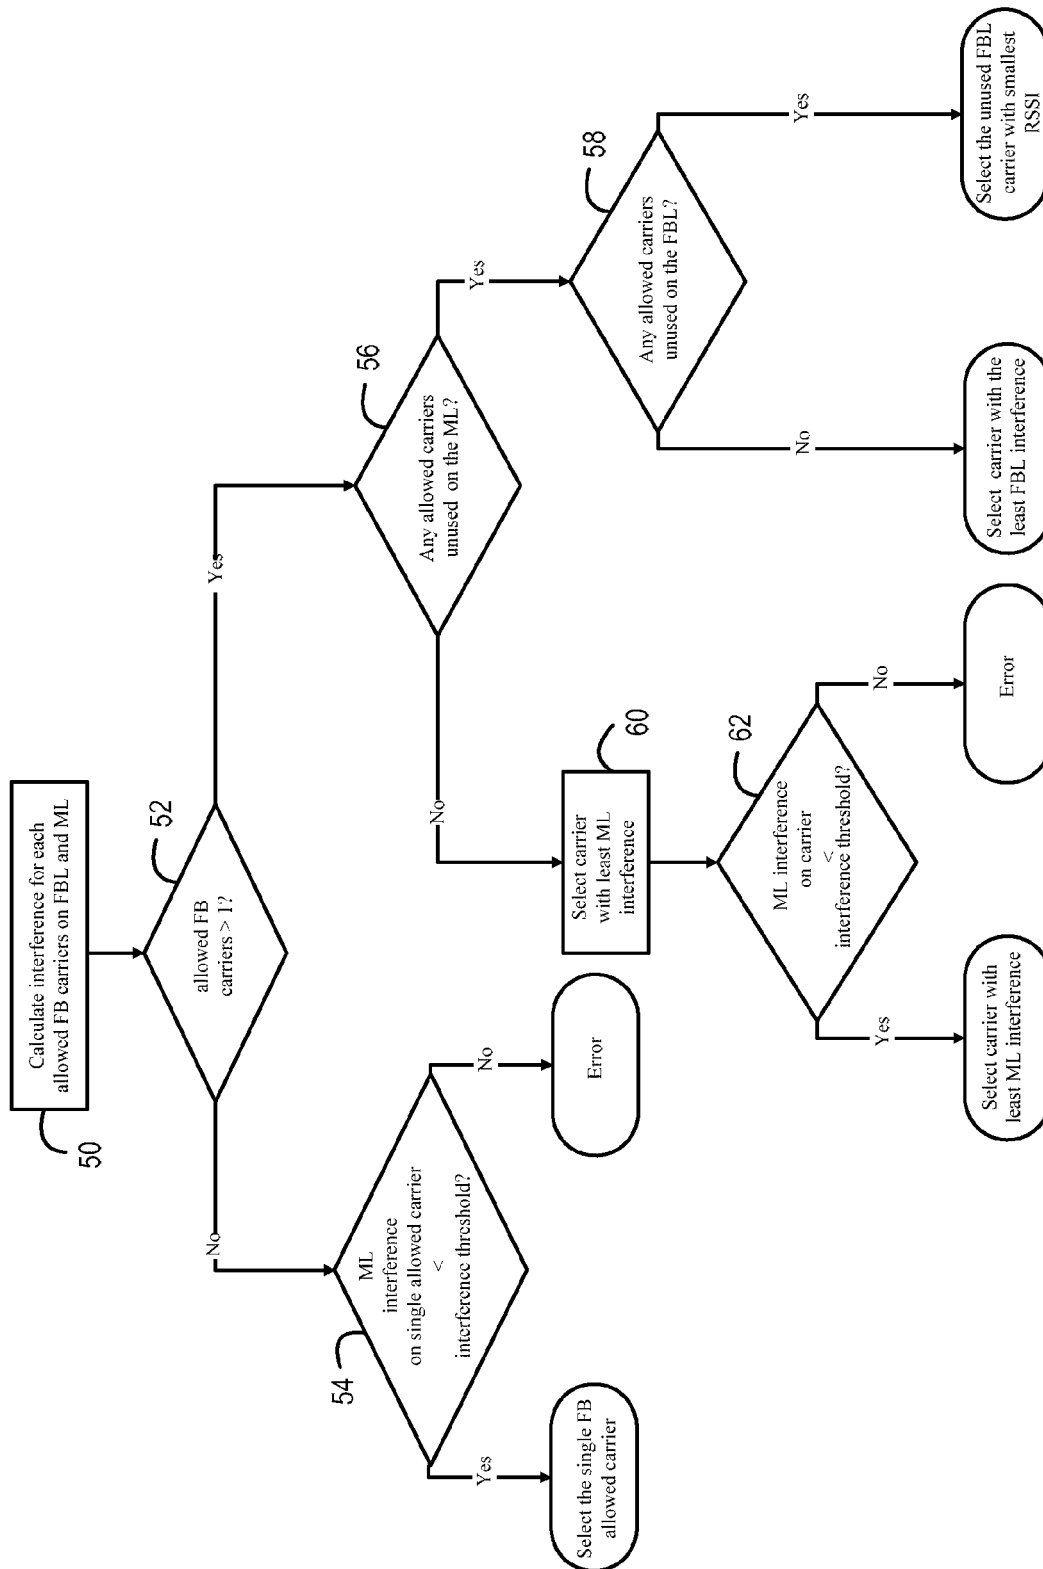 Calculate interference for each
allowed FB carriers on FBL and ML
50
allowed FB
carriers > 1?
52
No
Yes
ML
interference
on single allowed carrier
<
interference threshold?
54
Yes
No
Select the single FB
allowed carrier
Error
Any allowed carriers
unused on the ML?
56
No
Yes
Select carrier
with least ML
interference
60
ML interference
on carrier
<
interference threshold?
62
Yes
No
Select carrier with
least ML interference
Error
Any allowed carriers
unused on the FBL?
58
No
Yes
Select carrier with the
least FBL interference
Select the unused FBL
carrier with smallest
RSSI